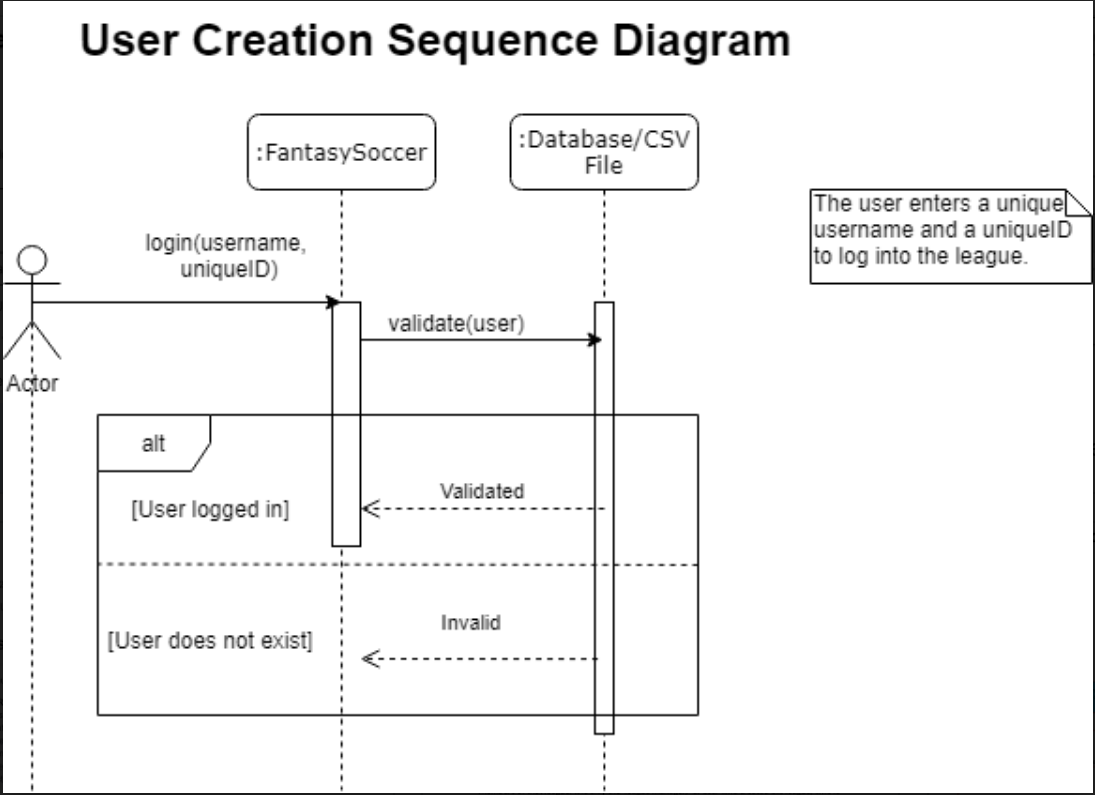 User Creation Sequence Diagram
:FantasySoccer
:Database/CSV
File
The user enters a unique
username and a uniqueID
to log into the league.
login(username,
uniqueID)
validate(user)
Actor
alt
Validated
[User logged in]
Invalid
[User does not exist]